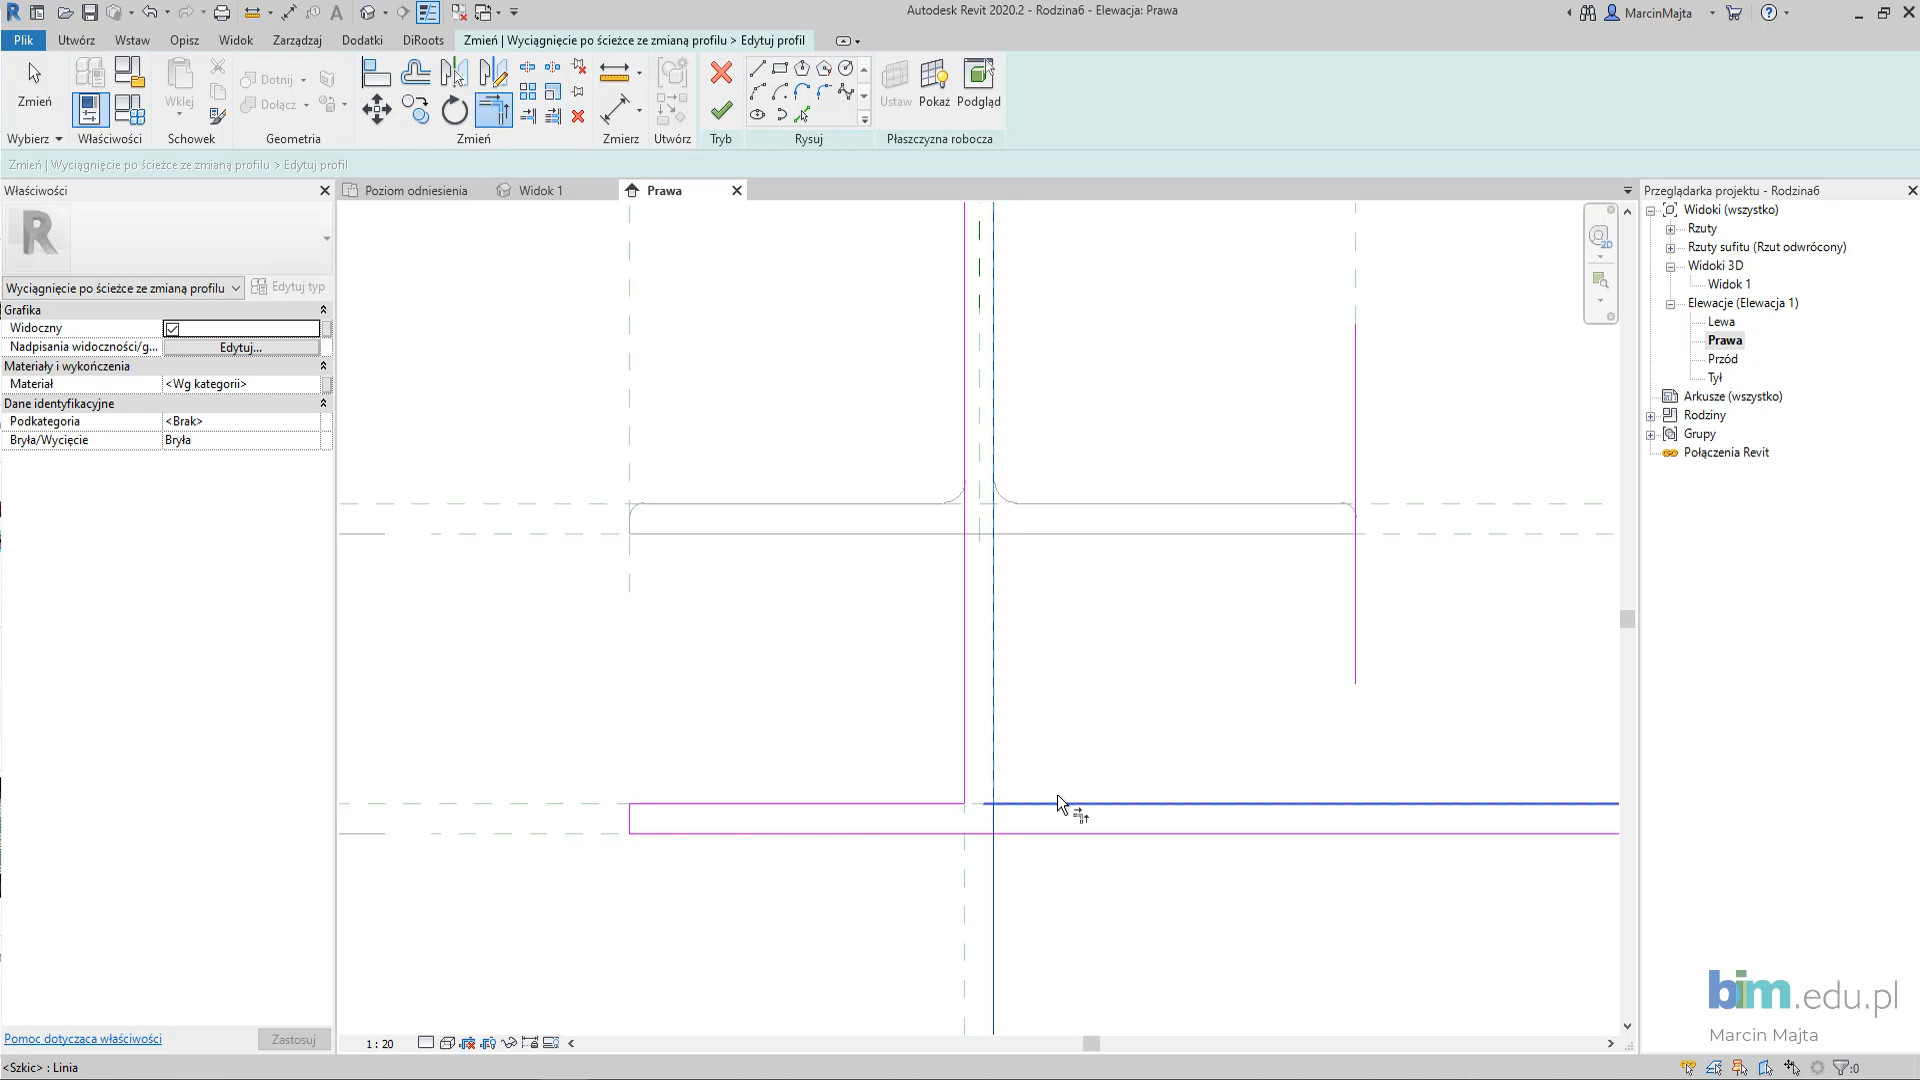 Autodesk Revit 2020.2 - Rodzina6 - Elewacja: Prawa
MarcinMajta
Plik
Utwórz
Wstaw
Opisz
Widok
Zarządzaj
Dodatki
DiRoots
Zmień | Wyciągnięcie po ścieżce ze zmianą profilu > Edytuj profil
Zmień
Wklej
Dotnij
Dołącz
Ustaw
Pokaż
Podgląd
Wybierz
Właściwości
Schowek
Geometria
Zmień
Zmierz
Utwórz
Tryb
Rysuj
Płaszczyzna robocza
Zmień | Wyciągnięcie po ścieżce ze zmianą profilu > Edytuj profil
Właściwości
Wyciągnięcie po ścieżce ze zmianą profilu
Edytuj typ
Grafika
Widoczny
Nadpisania widoczności/g...
Edytuj...
Materiały i wykończenia
Materiał
<Wg kategorii>
Dane identyfikacyjne
Podkategoria
<Brak>
Bryła/Wycięcie
Bryła
Pomoc dotycząca właściwości
Zastosuj
<Szkic> : Linia
Poziom odniesienia
Widok 1
Prawa
2D
1 : 20
Przeglądarka projektu - Rodzina6
Widoki (wszystko)
Rzuty
Rzuty sufitu (Rzut odwrócony)
Widoki 3D
Widok 1
Elewacje (Elewacja 1)
Lewa
Prawa
Przód
Tył
Arkusze (wszystko)
Rodziny
Grupy
Połączenia Revit
bim.edu.pl
Marcin Majta
:0